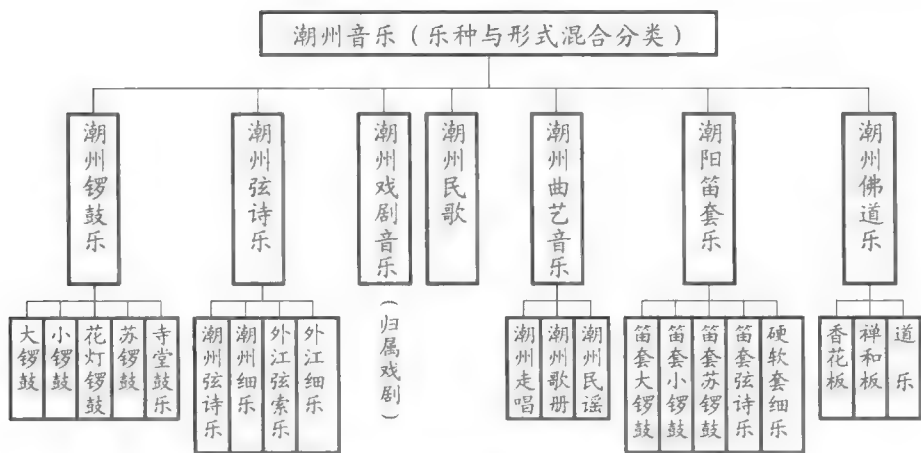 潮州音乐（乐种与形式混合分类）
潮州锣鼓乐
潮州弦诗乐
潮州戏剧音乐
潮州民歌
潮州曲艺音乐
潮阳笛套乐
潮州佛道乐
大锣鼓
小锣鼓
花灯锣鼓
苏锣鼓
寺堂鼓乐
潮州弦诗乐
潮州细乐
外江弦索乐
外江细乐
（归属戏剧）
潮州走唱
潮州歌册
潮州民谣
笛套大锣鼓
笛套小锣鼓
笛套苏锣鼓
笛套弦诗乐
硬软套细乐
香花板
禅和板
道乐